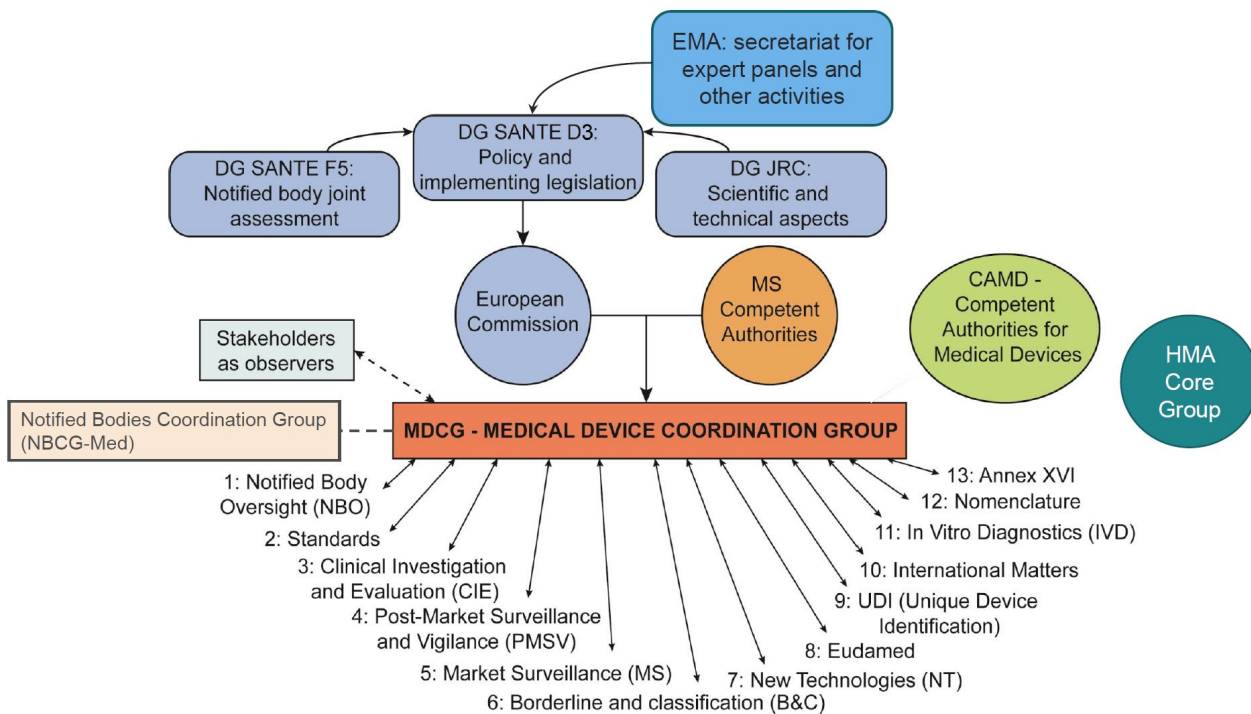 EMA: secretariat for
expert panels and
other activities
DG SANTE D3:
Policy and
implementing legislation
DG SANTE F5:
Notified body joint
assessment
DG JRC:
Scientific and
technical aspects
European
Commission
MS
Competent
Authorities
CAMD -
Competent
Authorities for
Medical Devices
HMA
Core
Group
Stakeholders
as observers
Notified Bodies Coordination Group
(NBCG-Med)
MDCG - MEDICAL DEVICE COORDINATION GROUP
1: Notified Body
Oversight (NBO)
2: Standards
3: Clinical Investigation
and Evaluation (CIE)
4: Post-Market Surveillance
and Vigilance (PMSV)
5: Market Surveillance (MS)
6: Borderline and classification (B&C)
7: New Technologies (NT)
8: Eudamed
9: UDI (Unique Device
Identification)
10: International Matters
11: In Vitro Diagnostics (IVD)
12: Nomenclature
13: Annex XVI